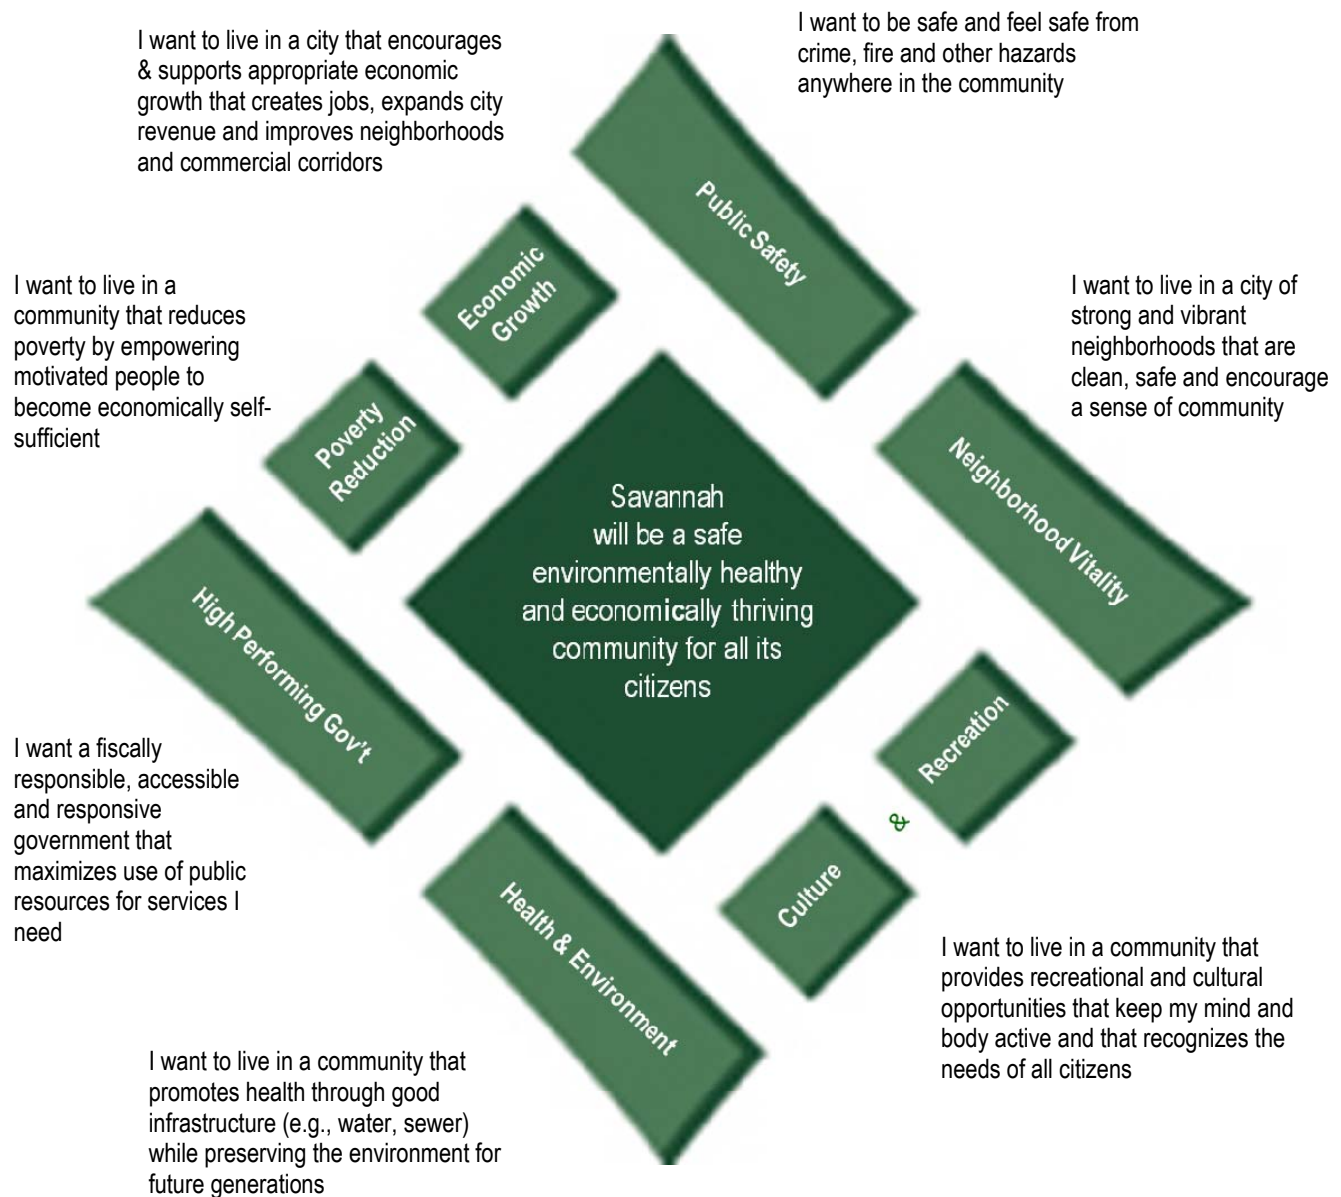 I want to live in a city that encourages
& supports appropriate economic
growth that creates jobs, expands city
revenue and improves neighborhoods
and commercial corridors
I want to be safe and feel safe from
crime, fire and other hazards
anywhere in the community
Public Safety
Economic
Growth
I want to live in a
community that reduces
poverty by empowering
motivated people to
become economically self-
sufficient
I want to live in a city of
strong and vibrant
neighborhoods that are
clean, safe and encourage
a sense of community
Poverty
Reduction
Neighborhood Vitality
Savannah
will be a safe
environmentally healthy
and economically thriving
community for all its
citizens
High Performing Gov't
Recreation
&
Culture
I want a fiscally
responsible, accessible
and responsive
government that
maximizes use of public
resources for services I
need
Health & Environment
I want to live in a community that
provides recreational and cultural
opportunities that keep my mind and
body active and that recognizes the
needs of all citizens
I want to live in a community that
promotes health through good
infrastructure (e.g., water, sewer)
while preserving the environment for
future generations